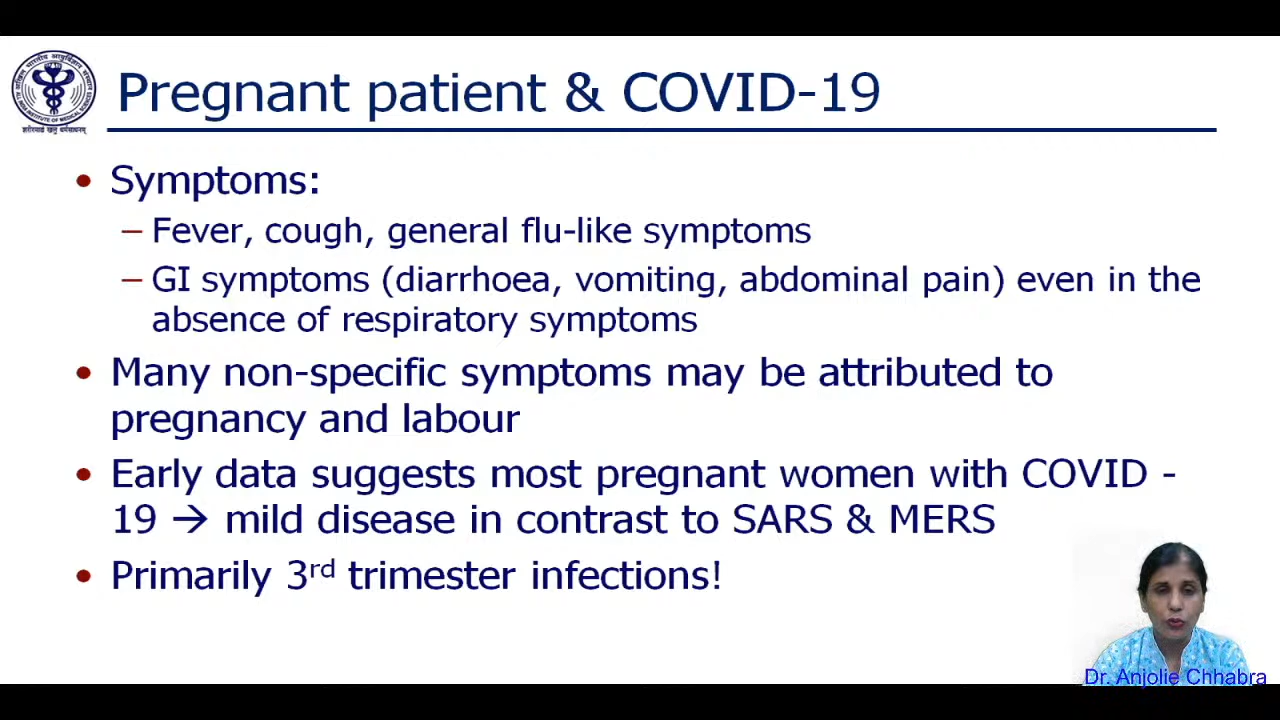 Pregnant patient & COVID-19
• Symptoms:
– Fever, cough, general flu-like symptoms
– GI symptoms (diarrhoea, vomiting, abdominal pain) even in the
absence of respiratory symptoms
• Many non-specific symptoms may be attributed to
pregnancy and labour
• Early data suggests most pregnant women with COVID -
19 → mild disease in contrast to SARS & MERS
• Primarily 3rd trimester infections!
Dr. Anjolie Chhabra